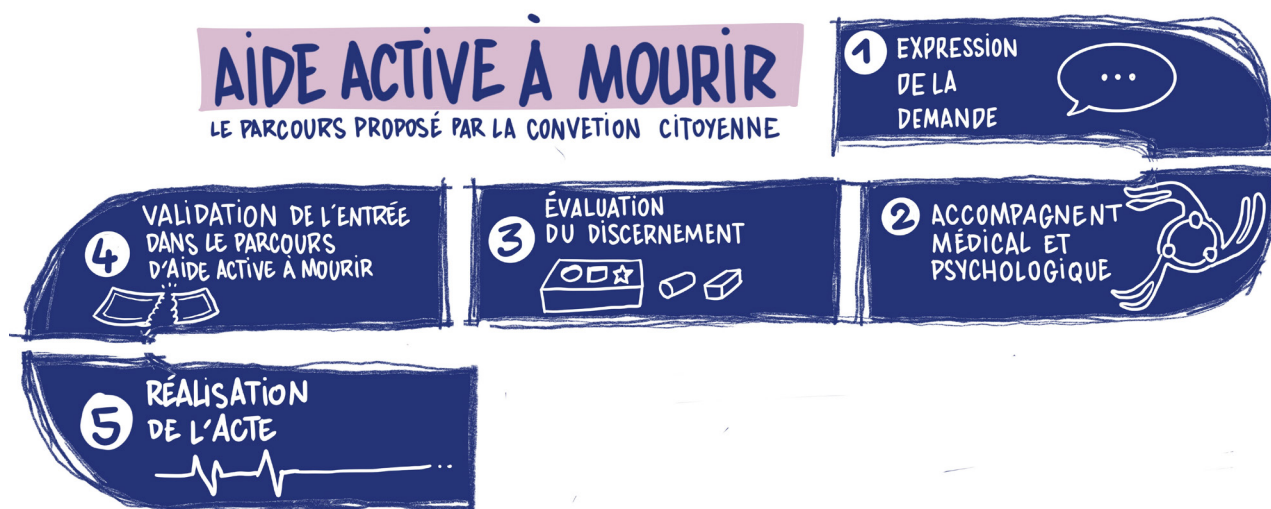 AIDE ACTIVE À MOURIR
LE PARCOURS PROPOSÉ PAR LA CONVETION CITOYENNE
1 EXPRESSION
DE LA
DEMANDE
2 ACCOMPAGNENT
MÉDICAL ET
PSYCHOLOGIQUE
3 ÉVALUATION
DU DISCERNEMENT
4 VALIDATION DE L'ENTRÉE
DANS LE PARCOURS
D'AIDE ACTIVE À MOURIR
5 RÉALISATION
DE L'ACTE